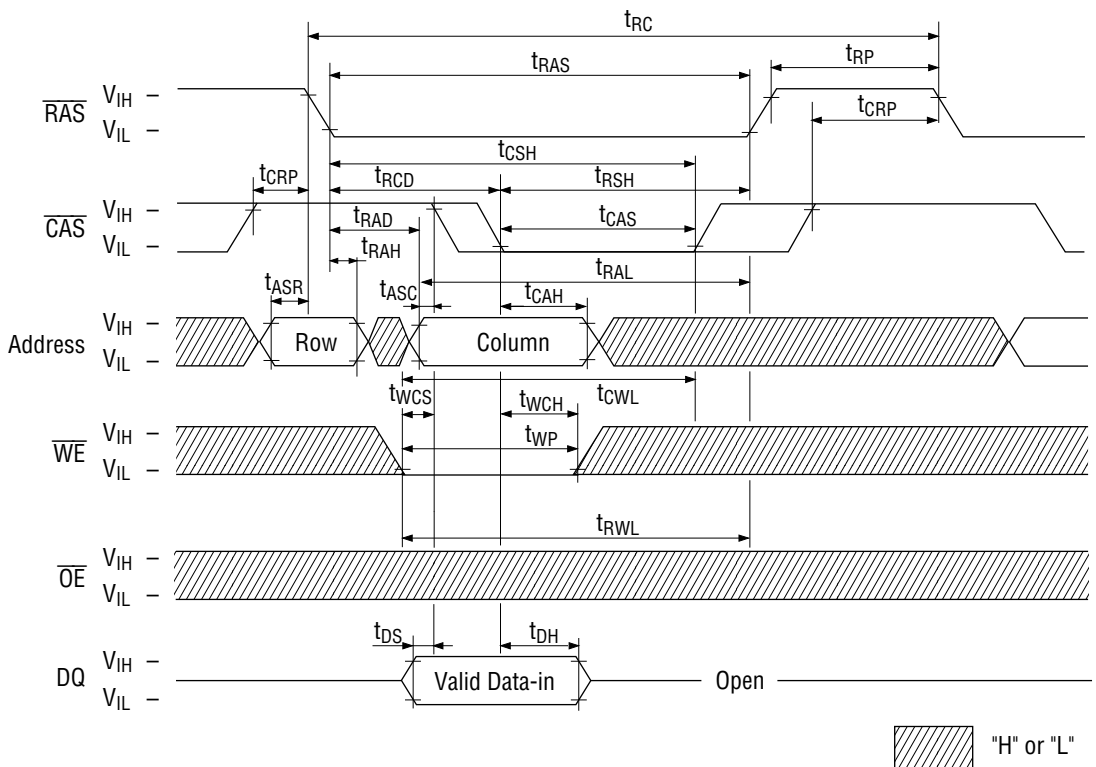 tRC
tRAS
tRP
RAS
VIH –
VIL –
tCRP
tCSH
tCRP
tRCD
tRSH
CAS
VIH –
VIL –
tRAD
tCAS
tRAH
tRAL
tASR
tASC
tCAH
Address
VIH –
VIL –
Row
Column
tCWL
tWCS
tWCH
WE
VIH –
VIL –
tWP
tRWL
OE
VIH –
VIL –
tDS
tDH
DQ
VIH –
VIL –
Valid Data-in
Open
"H" or "L"